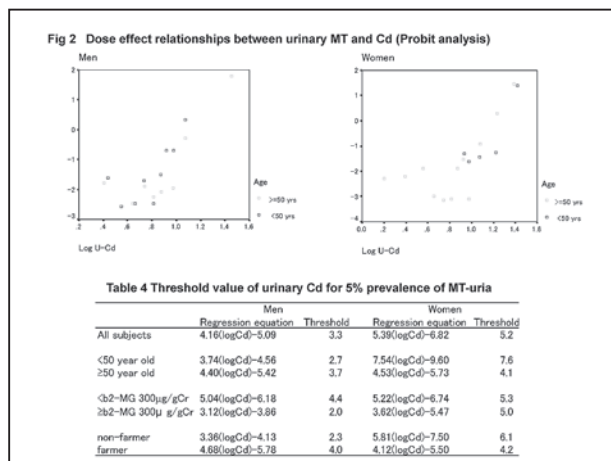 Fig 2 Dose effect relationships between urinary MT and Cd (Probit analysis)
Men
2
1
0
-1
-2
-3
.2 .4 .6 .8 1.0 1.2 1.4 1.6
Log U-Cd
Age
>=50 yrs
<50 yrs
Women
2
1
0
-1
-2
-3
-4
0.0 .2 .4 .6 .8 1.0 1.2 1.4 1.6
Log U-Cd
Age
>=50 yrs
<50 yrs
Table 4 Threshold value of urinary Cd for 5% prevalence of MT-uria
Men Women
Regression equation Threshold Regression equation Threshold
All subjects 4.16(logCd)-5.09 3.3 5.39(logCd)-6.82 5.2
<50 year old 3.74(logCd)-4.56 2.7 7.54(logCd)-9.60 7.6
≥50 year old 4.40(logCd)-5.42 3.7 4.53(logCd)-5.73 4.1
<b2-MG 300μg/gCr 5.04(logCd)-6.18 4.4 5.22(logCd)-6.74 5.3
≥b2-MG 300μ g/gCr 3.12(logCd)-3.86 2.0 3.62(logCd)-5.47 5.0
non-farmer 3.36(logCd)-4.13 2.3 5.81(logCd)-7.50 6.1
farmer 4.68(logCd)-5.78 4.0 4.12(logCd)-5.50 4.2